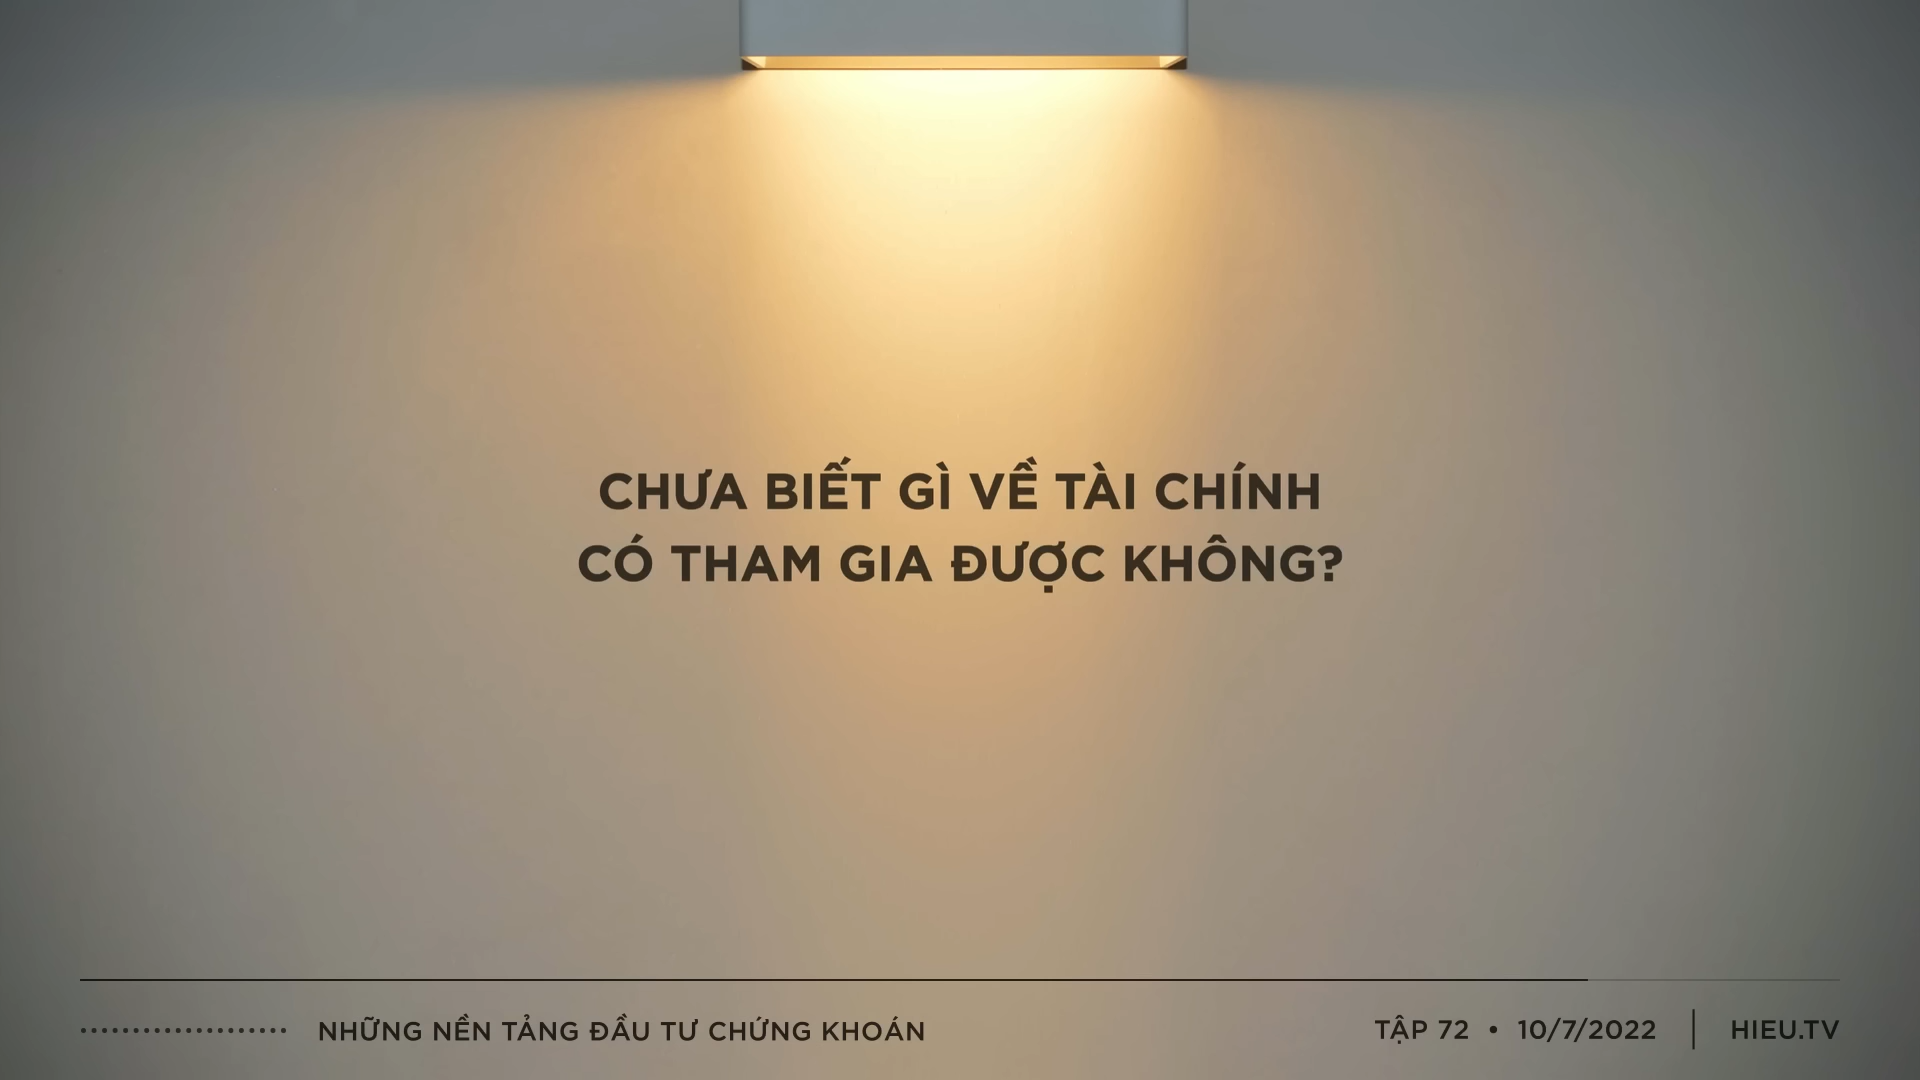 CHƯA BIẾT GÌ VỀ TÀI CHÍNH
CÓ THAM GIA ĐƯỢC KHÔNG?
NHỮNG NỀN TẢNG ĐẦU TƯ CHỨNG KHOÁN
TẬP 72 • 10/7/2022 | HIEU.TV